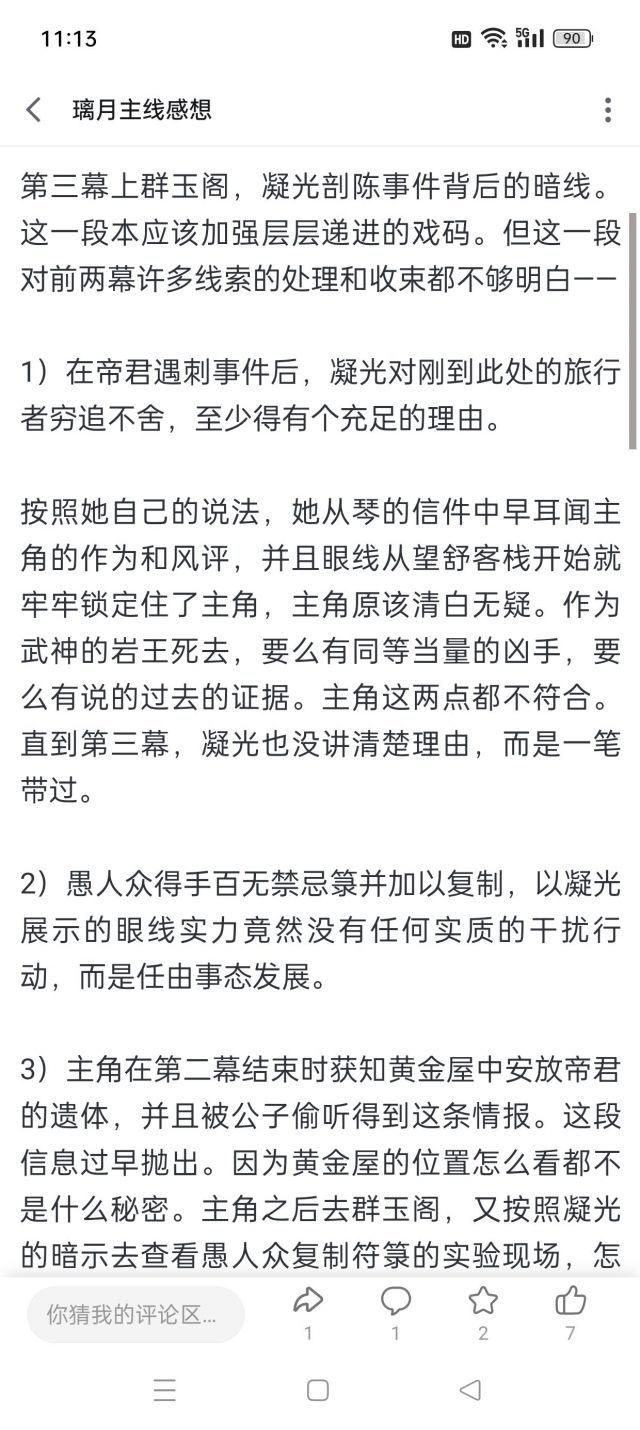 11:13
HD 5G 90
璃月主线感想
第三幕上群玉阁，凝光剖陈事件背后的暗线。
这一段本应该加强层层递进的戏码。但这一段
对前两幕许多线索的处理和收束都不够明白——
1）在帝君遇刺事件后，凝光对刚到此处的旅行
者穷追不舍，至少得有个充足的理由。
按照她自己的说法，她从琴的信件中早耳闻主
角的作为和风评，并且眼线从望舒客栈开始就
牢牢锁定住了主角，主角原该清白无疑。作为
武神的岩王死去，要么有同等当量的凶手，要
么有说的过去的证据。主角这两点都不符合。
直到第三幕，凝光也没讲清楚理由，而是一笔
带过。
2）愚人众得手百无禁忌箓并加以复制，以凝光
展示的眼线实力竟然没有任何实质的干扰行
动，而是任由事态发展。
3）主角在第二幕结束时获知黄金屋中安放帝君
的遗体，并且被公子偷听得到这条情报。这段
信息过早抛出。因为黄金屋的位置怎么看都不
是什么秘密。主角之后去群玉阁，又按照凝光
的暗示去查看愚人众复制符箓的实验现场，怎
你猜我的评论区...
1 1 2 7